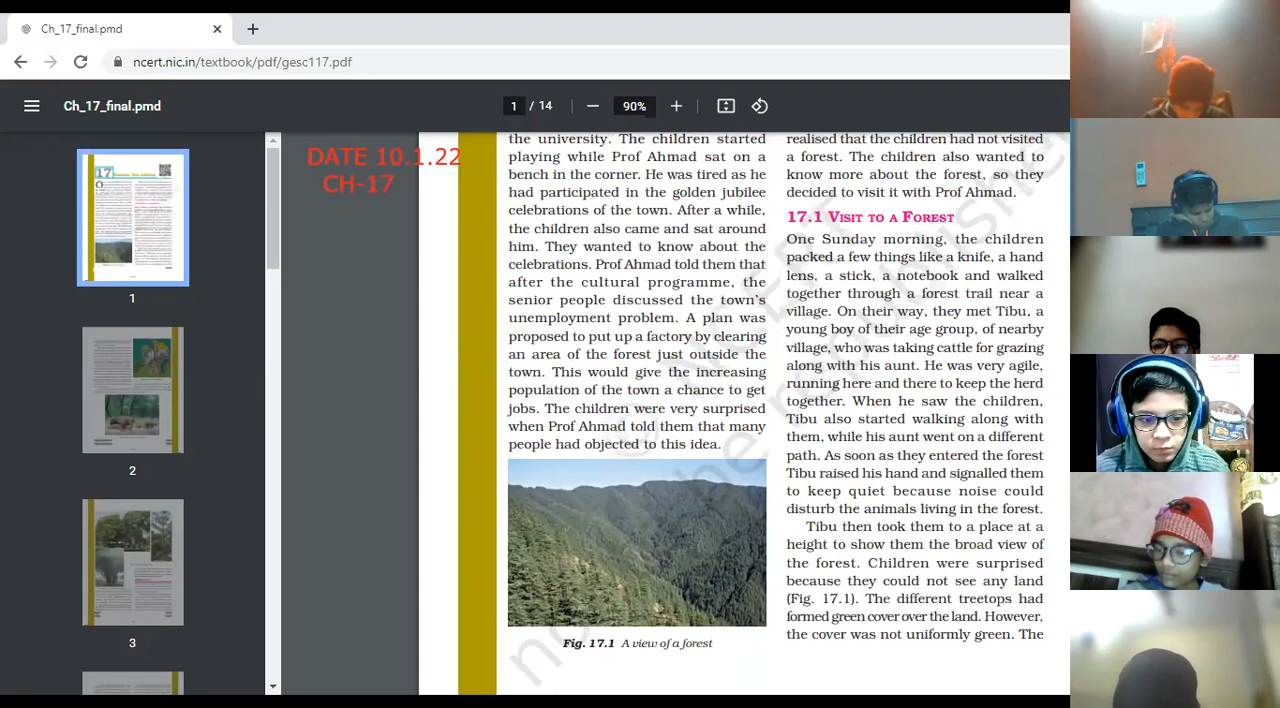 Ch_17_final.pmd
ncert.nic.in/textbook/pdf/gesc117.pdf
Ch_17_final.pmd
1 / 14
90%
17
1
2
3
DATE 10.1.22
CH-17
the university. The children started
playing while Prof Ahmad sat on a
bench in the corner. He was tired as he
had paticipated in the golden jubilee
celebrations of the town. After a while,
the children also came and sat around
him. They wanted to know about the
celebrations. Prof Ahmad told them that
after the cultural programme, the
senior people discussed the town's
unemployment problem. A plan was
proposed to put up a factory by clearing
an area of the forest just outside the
town. This would give the increasing
population of the town a chance to get
jobs. The children were very surprised
when Prof Ahmad told them that many
people had objected to this idea.
Fig. 17.1 A view of a forest
realised that the children had not visited
a forest. The children also wanted to
know more about the forest, so they
decided to visit it with Prof Ahmad.
17.1 VISIT TO A FOREST
One Sunday morning, the children
packed a few things like a knife, a hand
lens, a stick, a notebook and walked
together through a forest trail near a
village. On their way, they met Tibu, a
young boy of their age group, of nearby
village, who was taking cattle for grazing
along with his aunt. He was very agile,
running here and there to keep the herd
together. When he saw the children,
Tibu also started walking along with
them, while his aunt went on a different
path. As soon as they entered the forest
Tibu raised his hand and signalled them
to keep quiet because noise could
disturb the animals living in the forest.
Tibu then took them to a place at a
height to show them the broad view of
the forest. Children were surprised
because they could not see any land
(Fig. 17.1). The different treetops had
formed green cover over the land. However,
the cover was not uniformly green. The